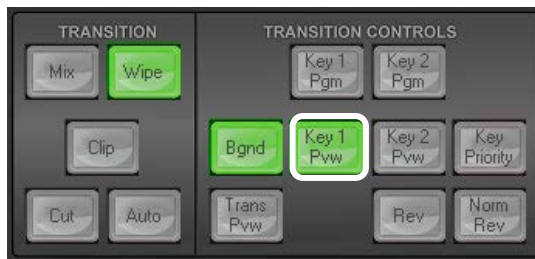 TRANSITION
Mix
Wipe
Clip
Cut
Auto
TRANSITION CONTROLS
Key 1
Pgm
Key 2
Pgm
Bgnd
Key 1
Pvw
Key 2
Pvw
Key
Priority
Trans
Pvw
Rev
Norm
Rev